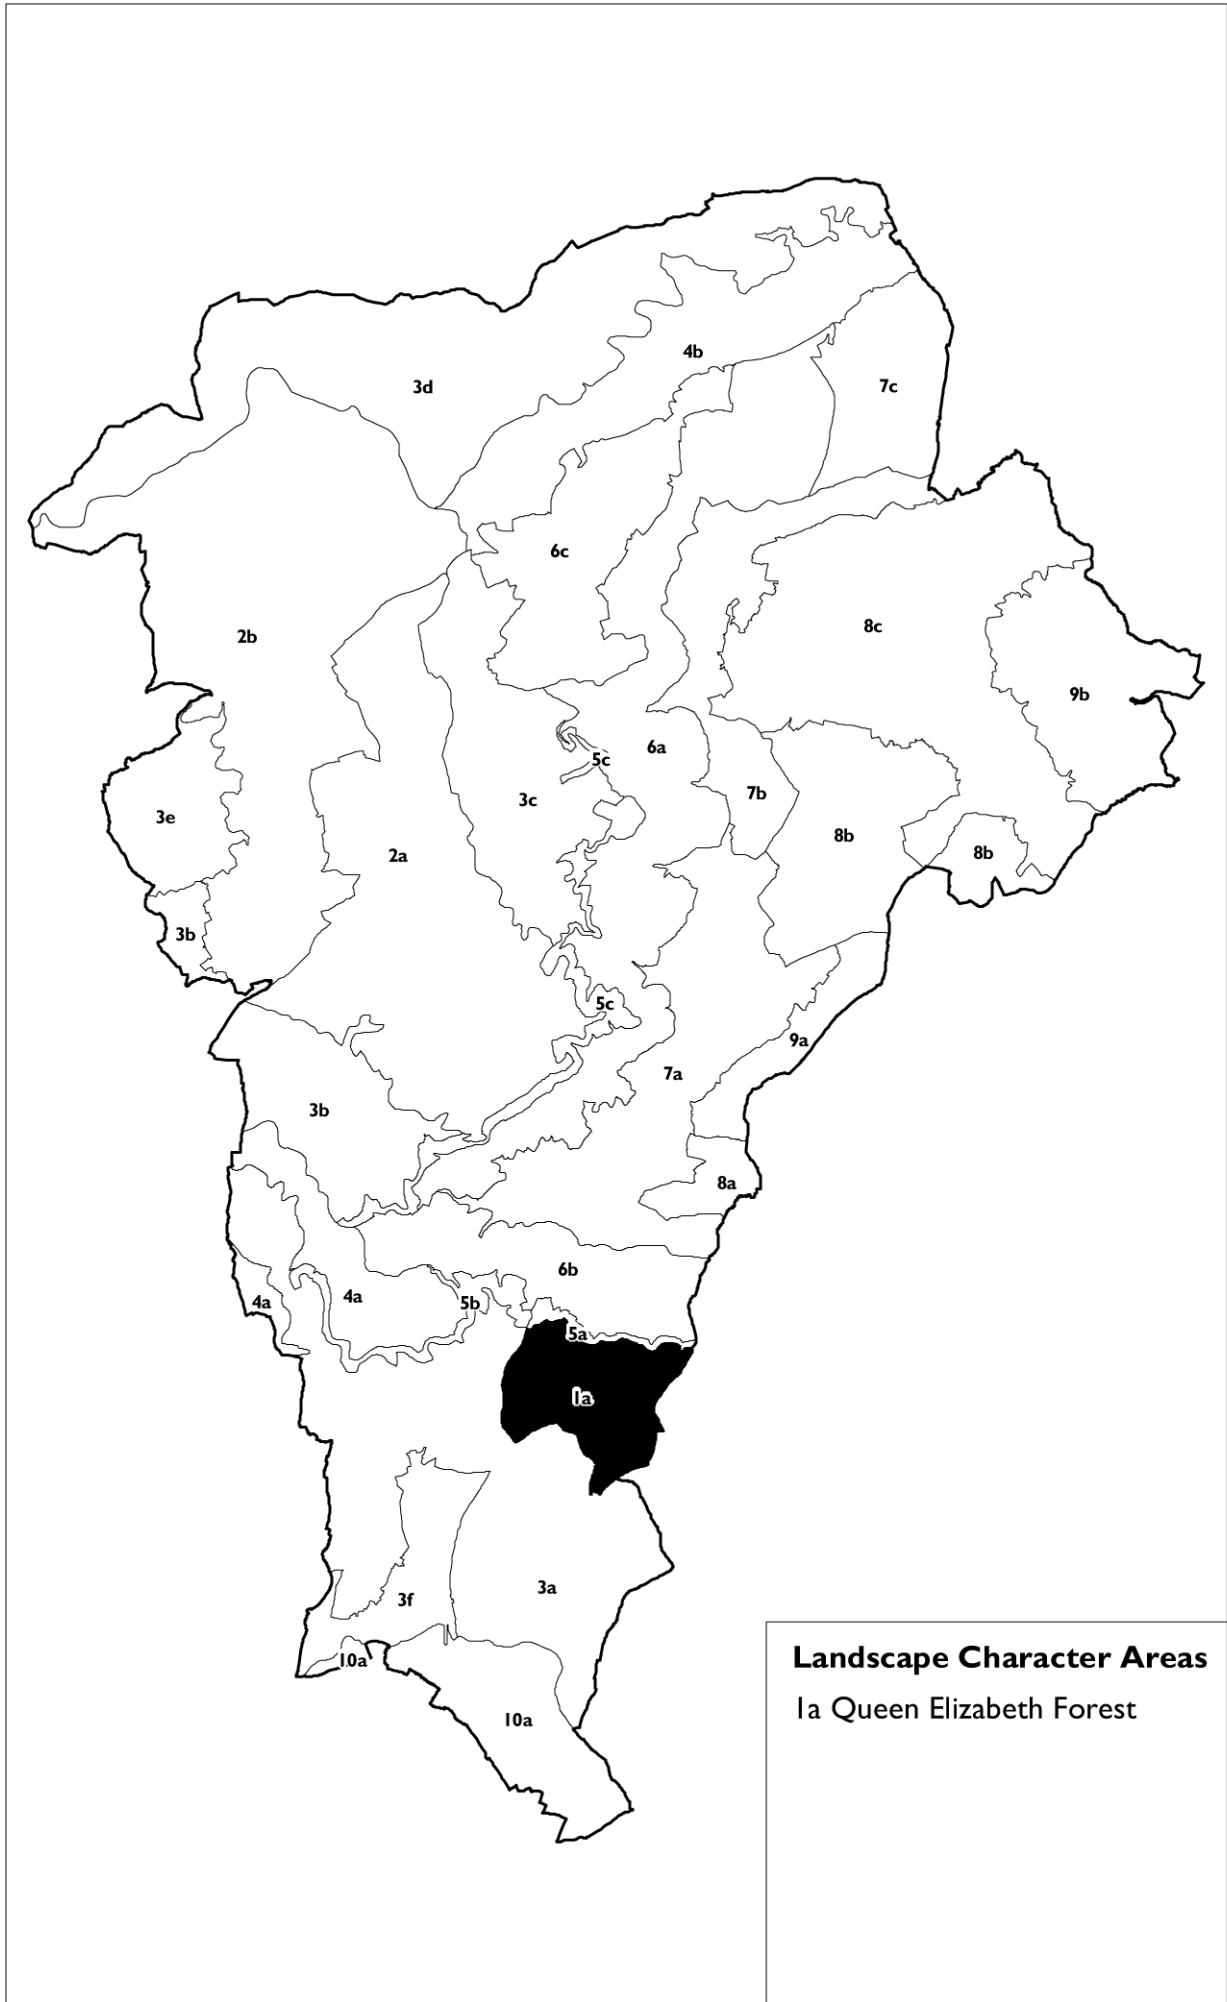 4b
3d
7c
6c
8c
2b
9b
6a
5c
7b
3c
3e
8b
8b
2a
3b
5c
9a
7a
3b
8a
6b
4a
4a
5b
5a
1a
3a
3f
10a
10a
Landscape Character Areas
1a Queen Elizabeth Forest